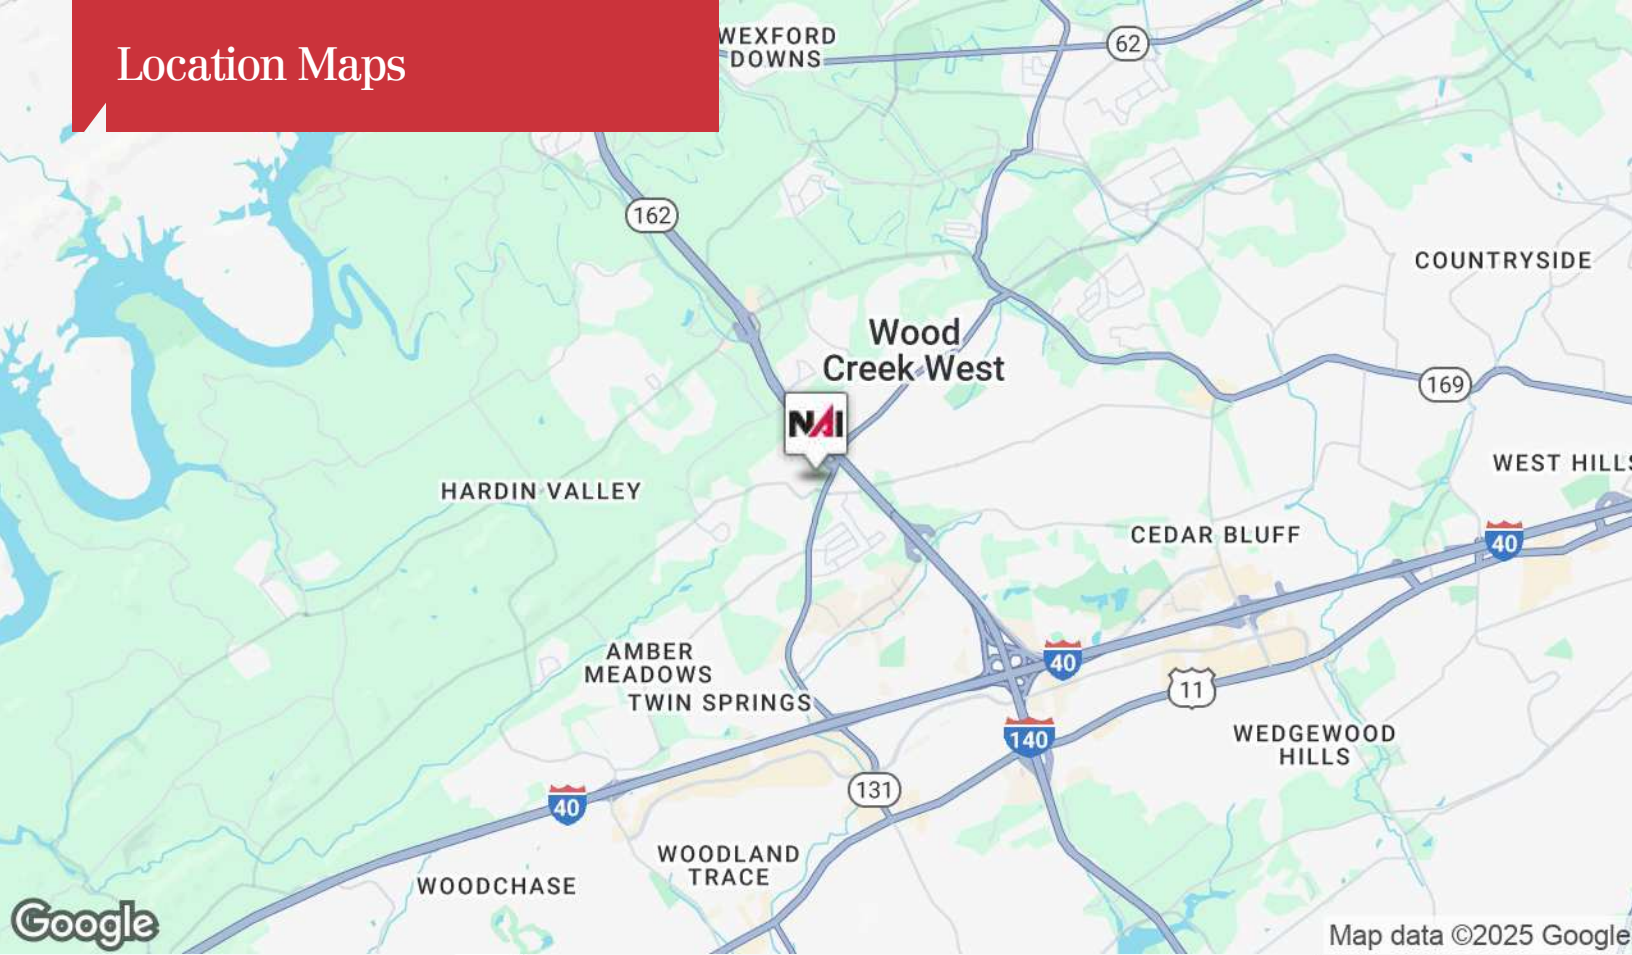 Location Maps
WEXFORD
DOWNS
62
162
COUNTRYSIDE
Wood
Creek West
169
NAI
WEST HILLS
HARDIN VALLEY
CEDAR BLUFF
40
AMBER
MEADOWS
40
11
TWIN SPRINGS
140
WEDGEWOOD
HILLS
131
40
WOODLAND
TRACE
WOODCHASE
Google
Map data ©2025 Google